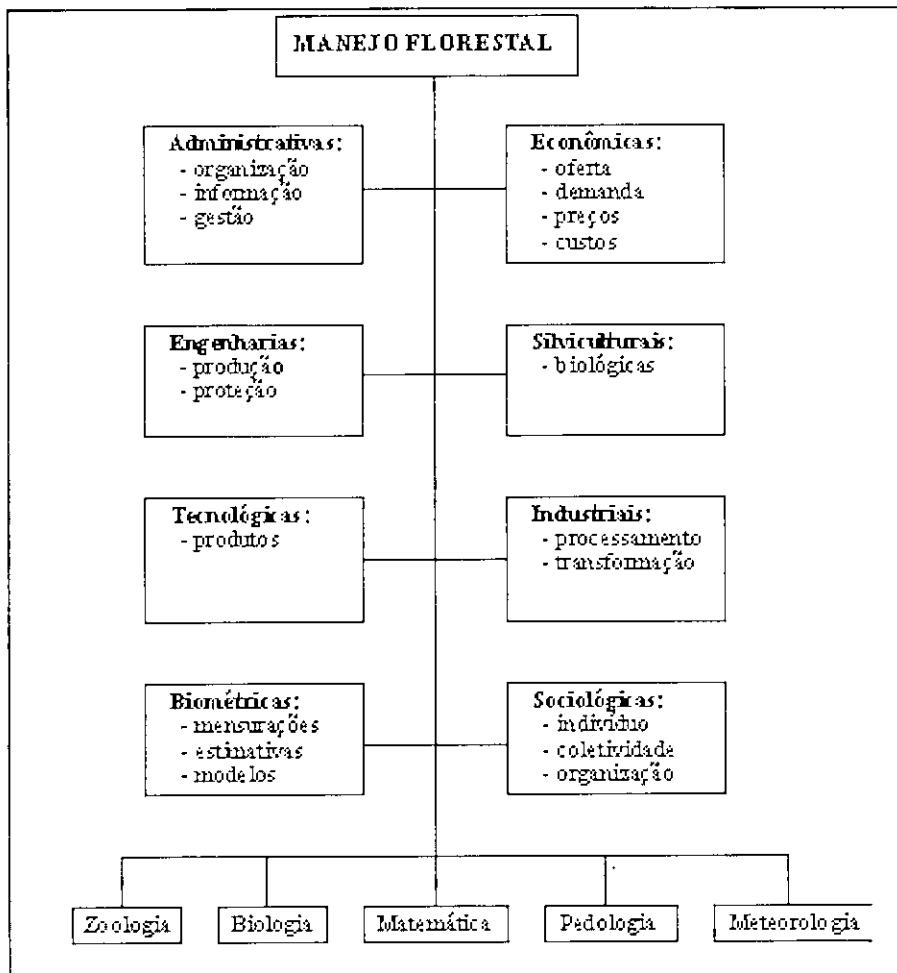 MANEJO FLORESTAL
Administrativas:
- organização
- informação
- gestão
Econômicas:
- oferta
- demanda
- preços
- custos
Engenharias:
- produção
- proteção
Silviculturais:
- biológicas
Tecnológicas:
- produtos
Industriais:
- processamento
- transformação
Biométricas:
- mensurações
- estimativas
- modelos
Sociológicas:
- indivíduo
- coletividade
- organização
Zoologia
Biologia
Matemática
Pedologia
Meteorologia